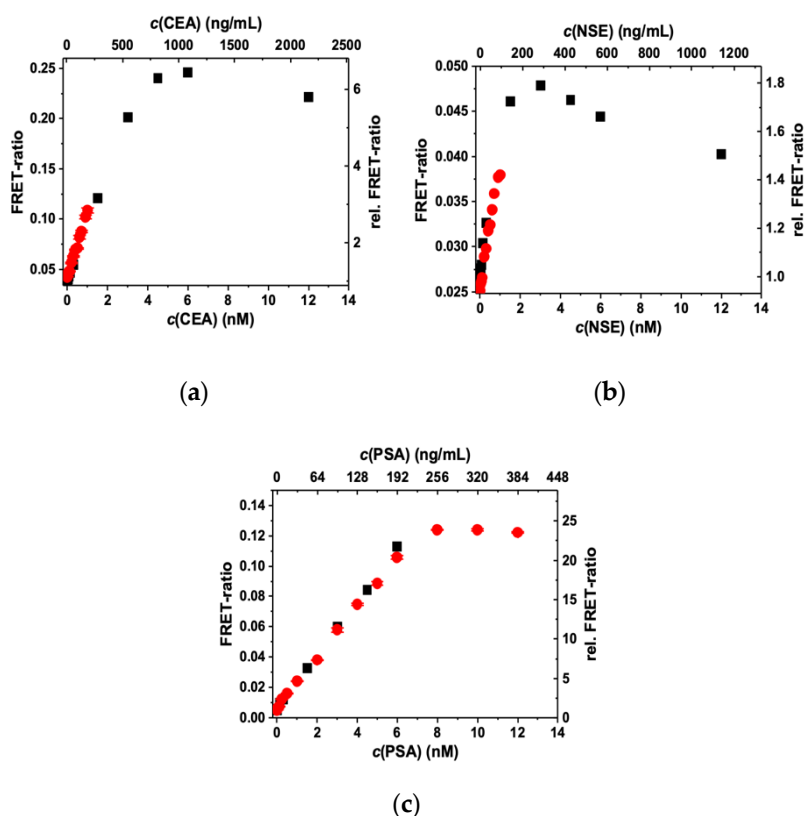 c(CEA) (ng/mL)
0 500 1000 1500 2000 2500
FRET-ratio
0.25
0.20
0.15
0.10
0.05
6
4
2
rel. FRET-ratio
0 2 4 6 8 10 12 14
c(CEA) (nM)
(a)
c(NSE) (ng/mL)
0 200 400 600 800 1000 1200
FRET-ratio
0.050
0.045
0.040
0.035
0.030
0.025
1.8
1.6
1.4
1.2
1.0
rel. FRET-ratio
0 2 4 6 8 10 12 14
c(NSE) (nM)
(b)
c(PSA) (ng/mL)
0 64 128 192 256 320 384 448
FRET-ratio
0.14
0.12
0.10
0.08
0.06
0.04
0.02
0.00
25
20
15
10
5
0
rel. FRET-ratio
0 2 4 6 8 10 12 14
c(PSA) (nM)
(c)